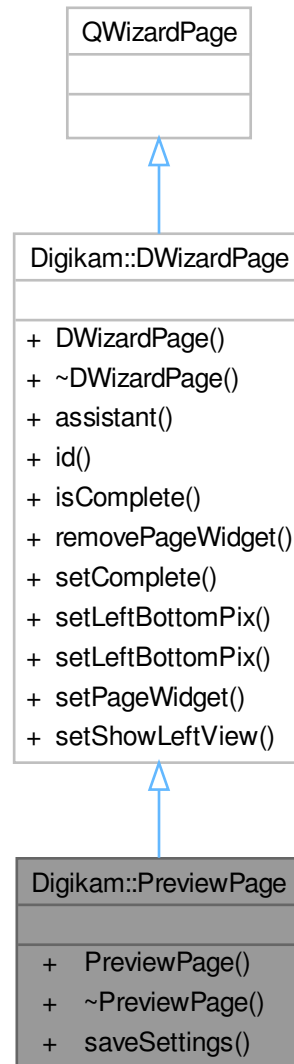 QWizardPage
Digikam::DWizardPage
+ DWizardPage()
+ ~DWizardPage()
+ assistant()
+ id()
+ isComplete()
+ removePageWidget()
+ setComplete()
+ setLeftBottomPix()
+ setLeftBottomPix()
+ setPageWidget()
+ setShowLeftView()
Digikam::PreviewPage
+ PreviewPage()
+ ~PreviewPage()
+ saveSettings()